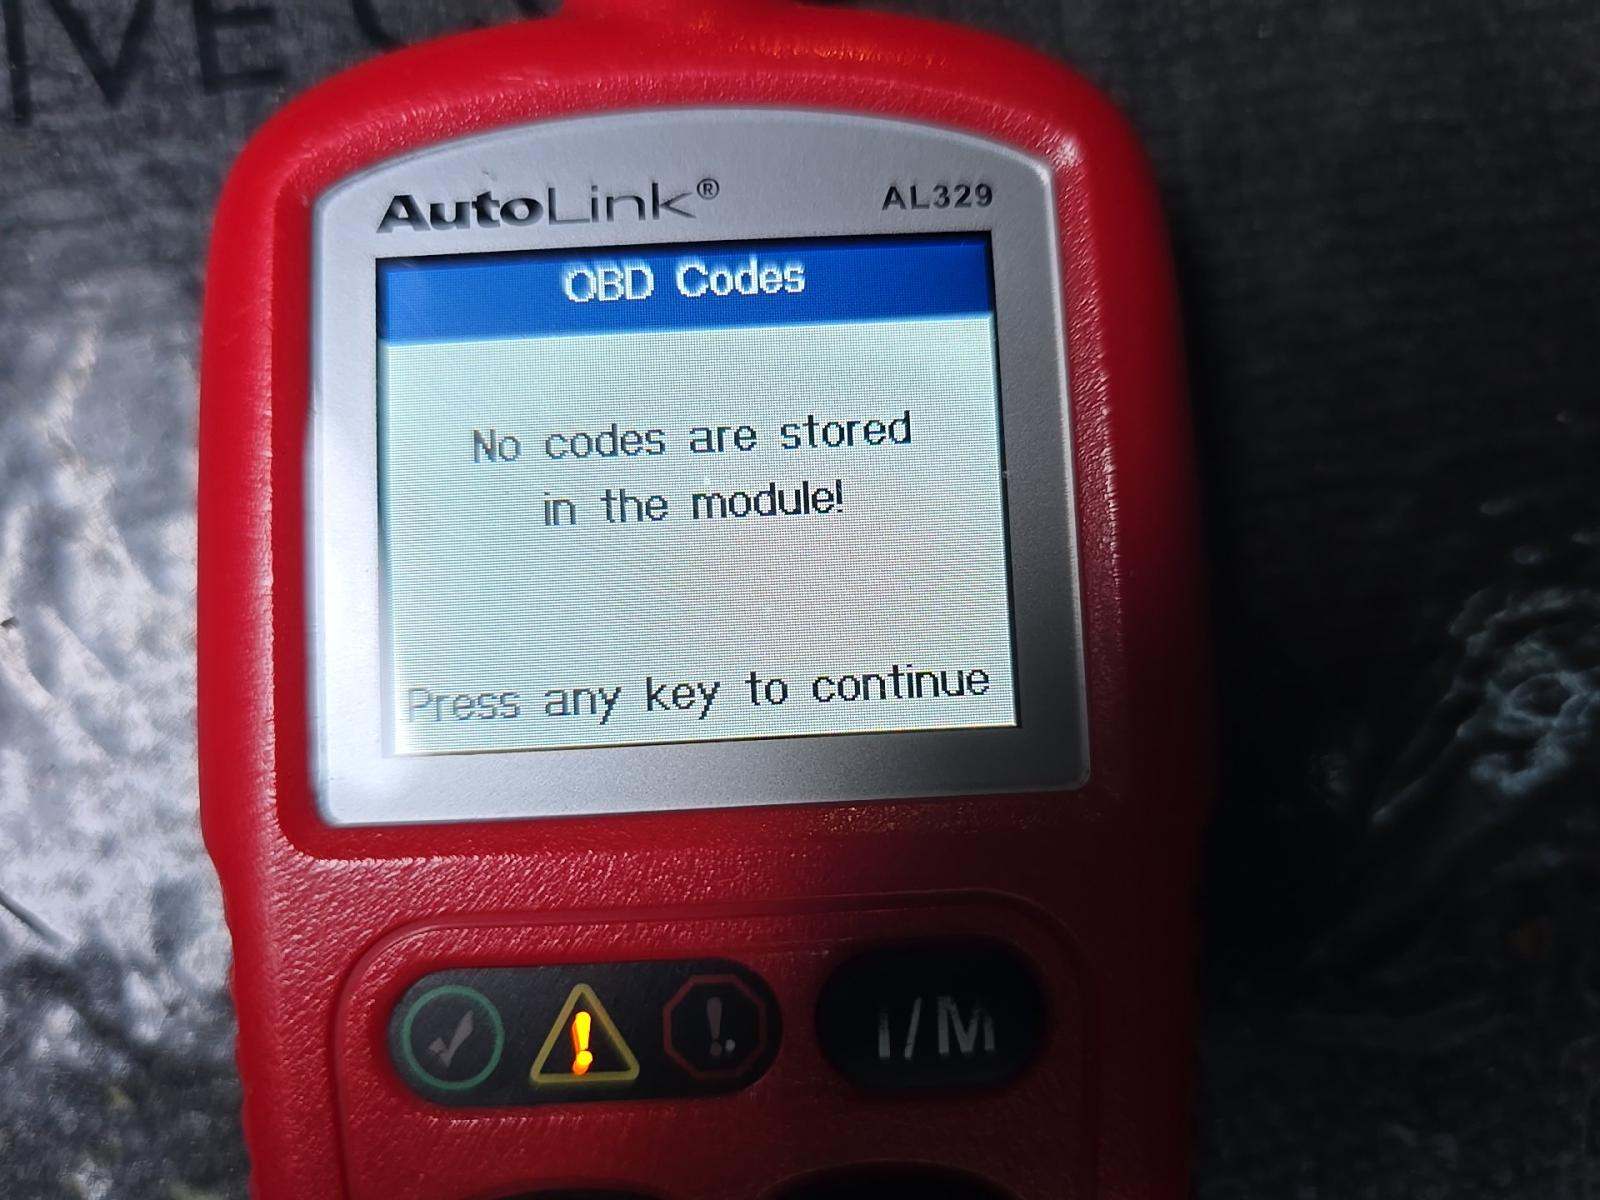 AutoLink® AL329
OBD Codes
No codes are stored
in the module!
Press any key to continue
I/M